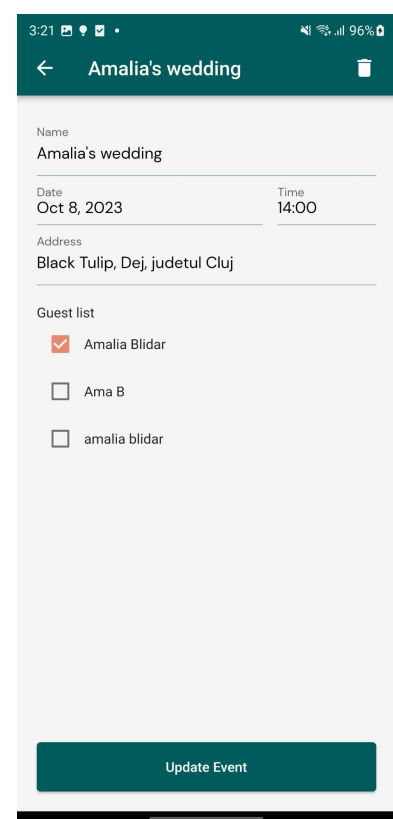 3:21 96%
Amalia's wedding
Name
Amalia's wedding
Date Time
Oct 8, 2023 14:00
Address
Black Tulip, Dej, judetul Cluj
Guest list
Amalia Blidar
Ama B
amalia blidar
Update Event